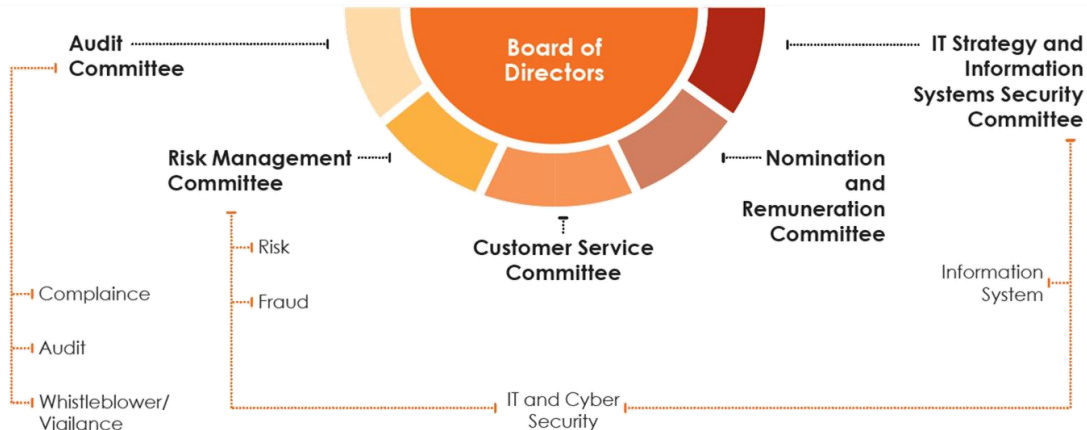 Board of
Directors
Audit
Committee
IT Strategy and
Information
Systems Security
Committee
Risk Management
Committee
Nomination
and
Remuneration
Committee
Customer Service
Committee
Risk
Fraud
Information
System
Complaince
Audit
Whistleblower/
Vigilance
IT and Cyber
Security